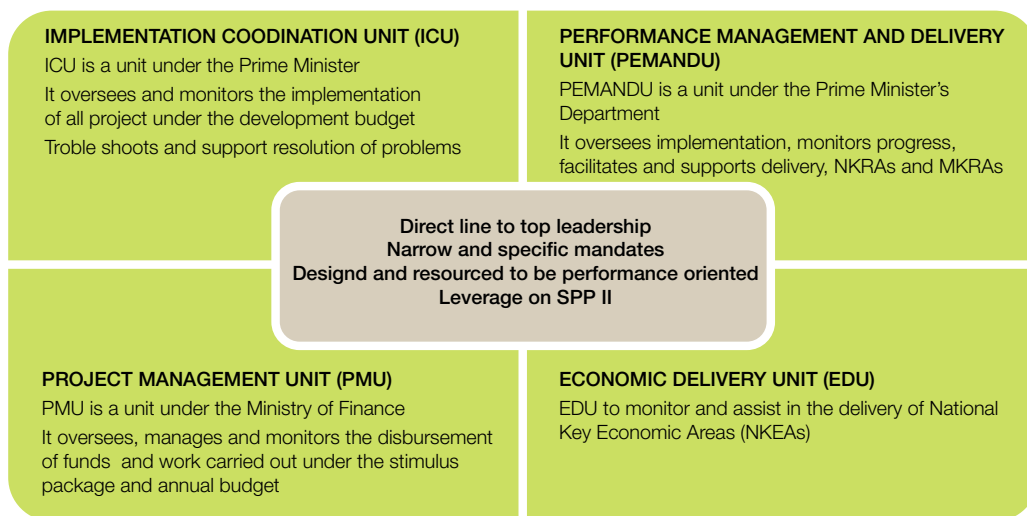 IMPLEMENTATION COODINATION UNIT (ICU)
ICU is a unit under the Prime Minister
It oversees and monitors the implementation
of all project under the development budget
Troble shoots and support resolution of problems
PERFORMANCE MANAGEMENT AND DELIVERY
UNIT (PEMANDU)
PEMANDU is a unit under the Prime Minister’s
Department
It oversees implementation, monitors progress,
facilitates and supports delivery, NKRAs and MKRAs
Direct line to top leadership
Narrow and specific mandates
Designd and resourced to be performance oriented
Leverage on SPP II
PROJECT MANAGEMENT UNIT (PMU)
PMU is a unit under the Ministry of Finance
It oversees, manages and monitors the disbursement
of funds and work carried out under the stimulus
package and annual budget
ECONOMIC DELIVERY UNIT (EDU)
EDU to monitor and assist in the delivery of National
Key Economic Areas (NKEAs)